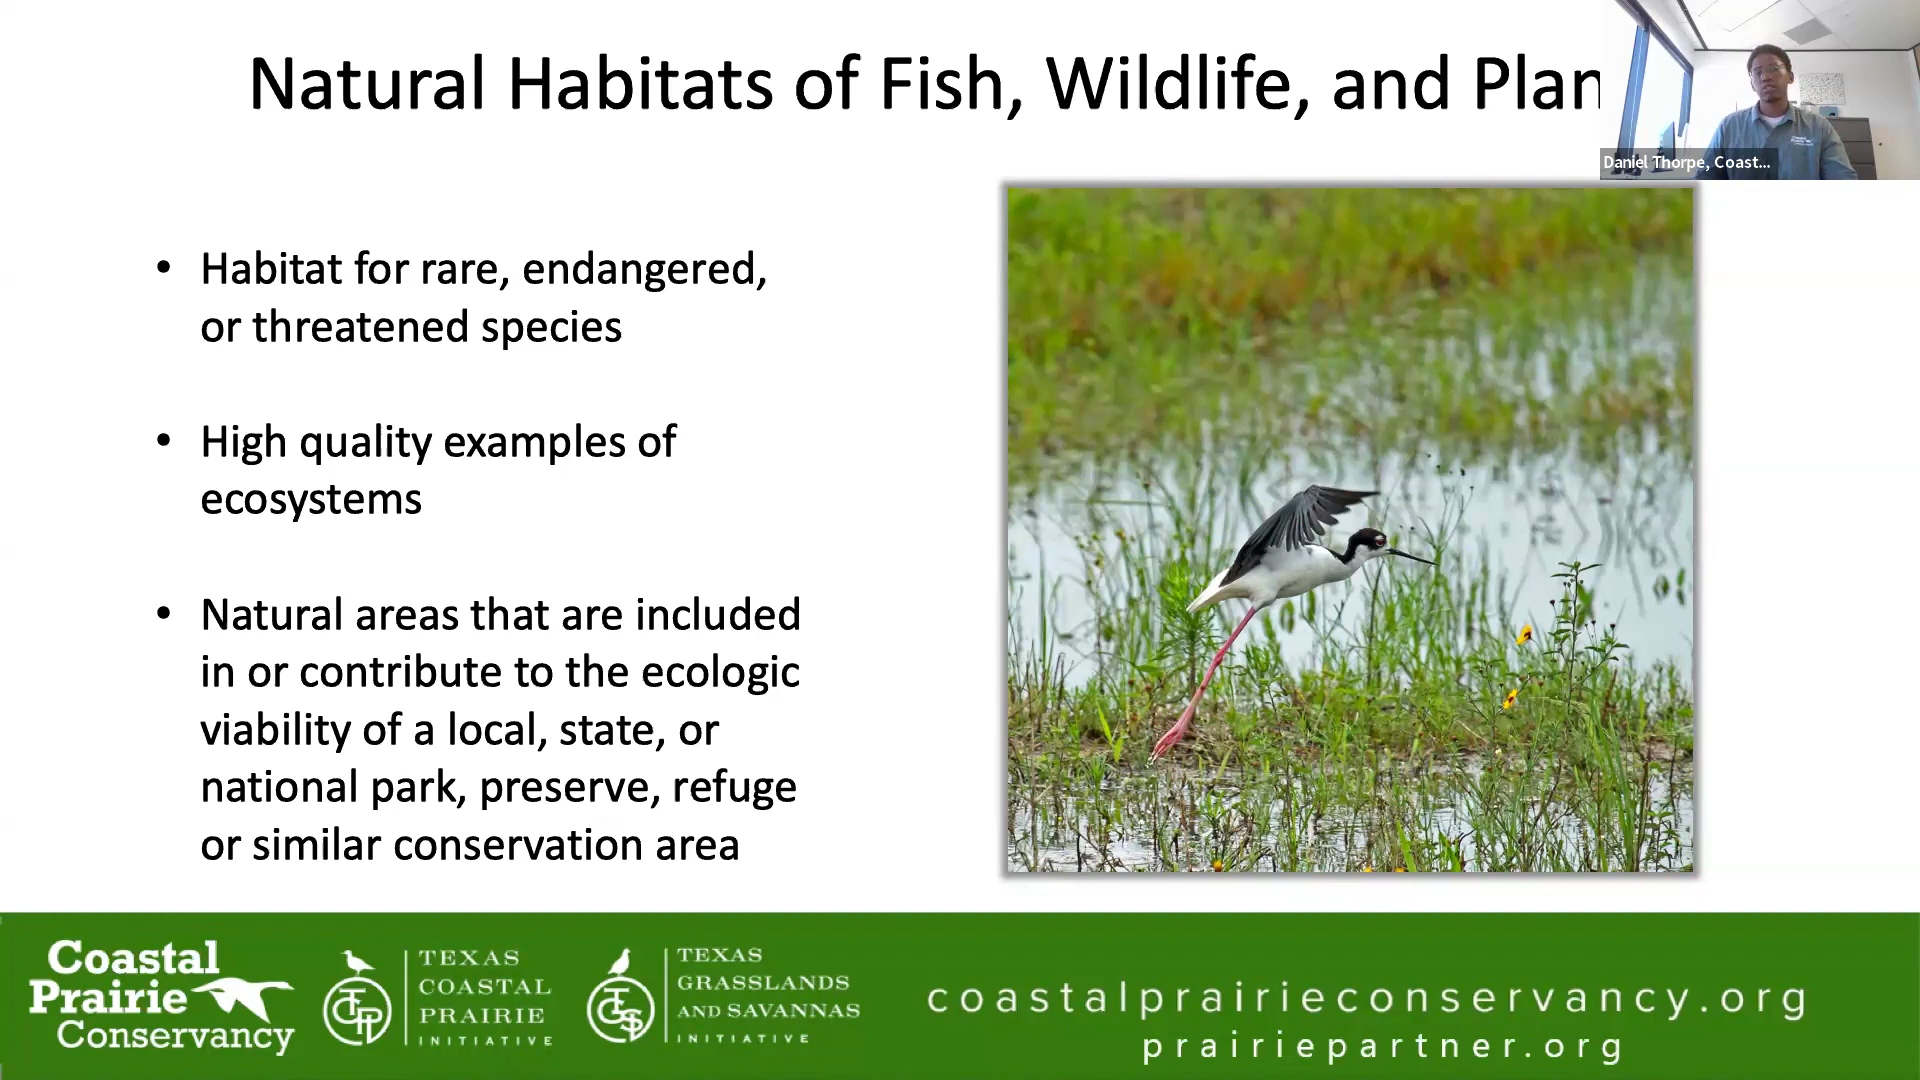 Natural Habitats of Fish, Wildlife, and Plan
Daniel Thorpe, Coast...
• Habitat for rare, endangered,
or threatened species
• High quality examples of
ecosystems
• Natural areas that are included
in or contribute to the ecologic
viability of a local, state, or
national park, preserve, refuge
or similar conservation area
Coastal
Prairie
Conservancy
TEXAS
COASTAL
PRAIRIE
INITIATIVE
TEXAS
GRASSLANDS
AND SAVANNAS
INITIATIVE
coastalprairieconservancy.org
prairiepartner.org